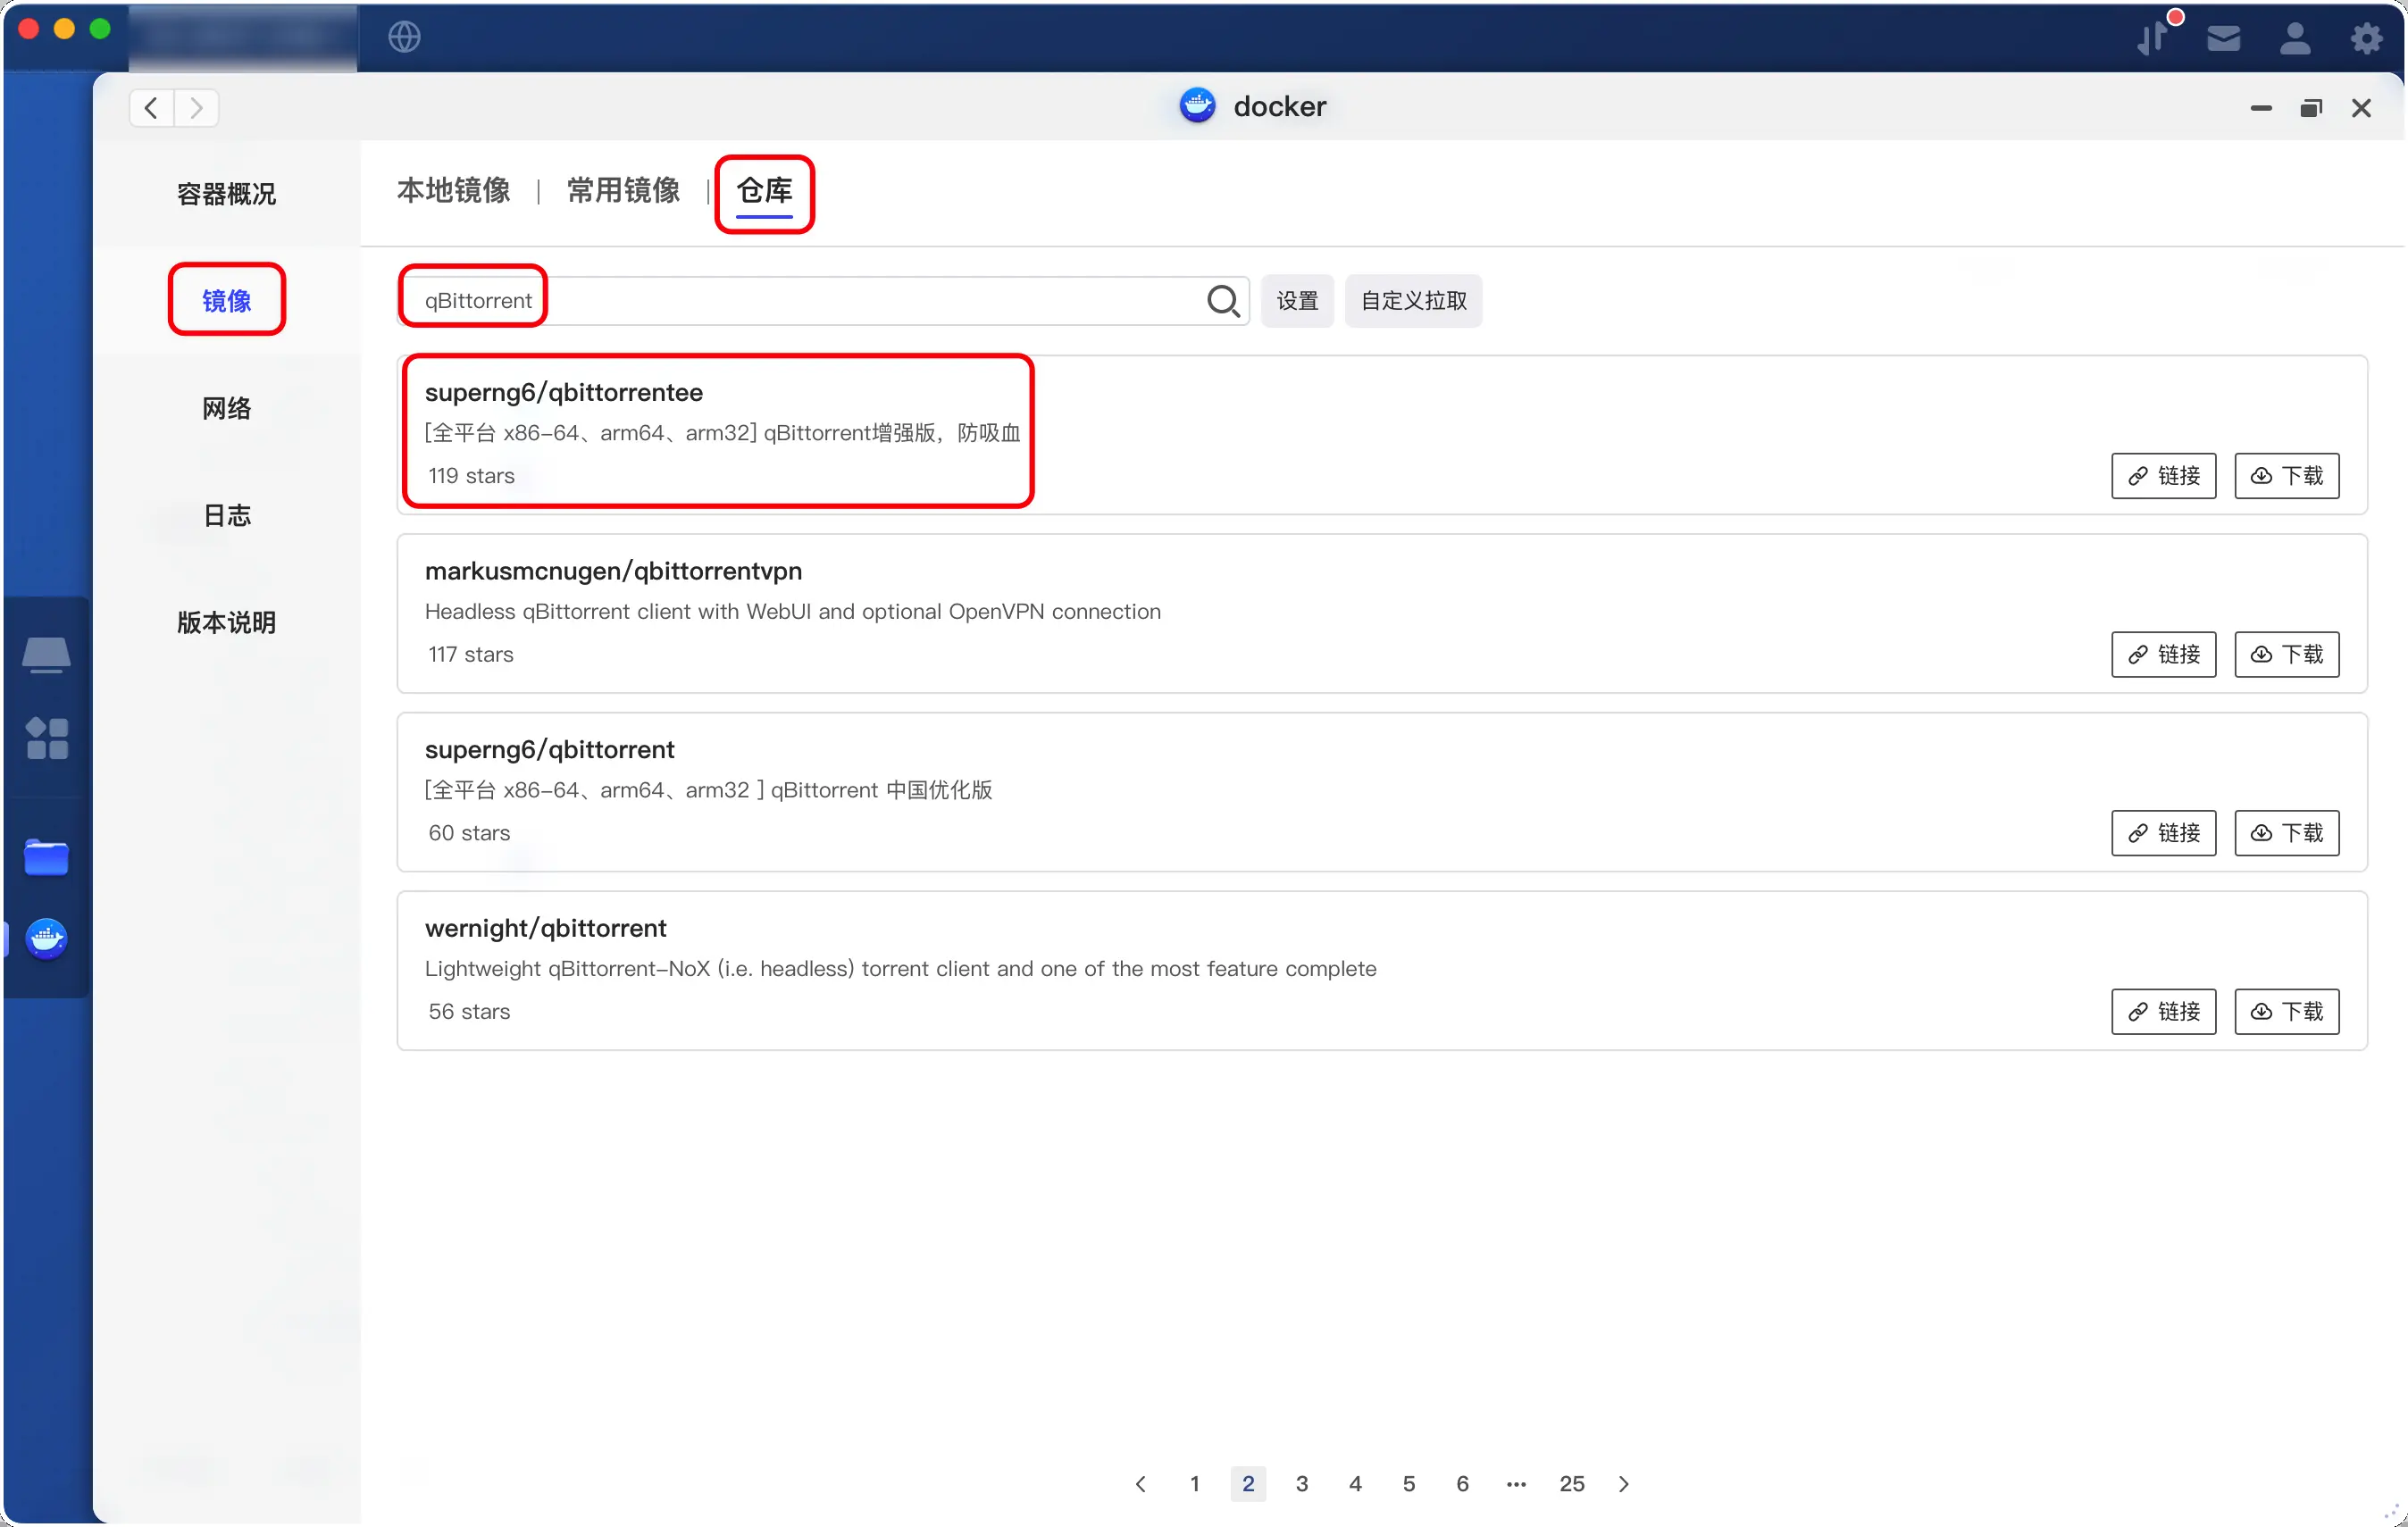 docker
容器概况
镜像
网络
日志
版本说明
本地镜像 | 常用镜像 | 仓库
qBittorrent
设置
自定义拉取
superng6/qbittorrentee
[全平台 x86-64、arm64、arm32] qBittorrent增强版，防吸血
119 stars
链接
下载
markusmcnugen/qbittorrentvpn
Headless qBittorrent client with WebUI and optional OpenVPN connection
117 stars
链接
下载
superng6/qbittorrent
[全平台 x86-64、arm64、arm32 ] qBittorrent 中国优化版
60 stars
链接
下载
wernight/qbittorrent
Lightweight qBittorrent-NoX (i.e. headless) torrent client and one of the most feature complete
56 stars
链接
下载
1 2 3 4 5 6 ··· 25